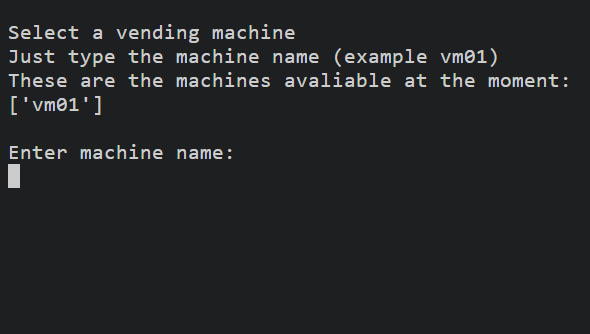 Select a vending machine
Just type the machine name (example vm01)
These are the machines avaliable at the moment:
['vm01']
Enter machine name: